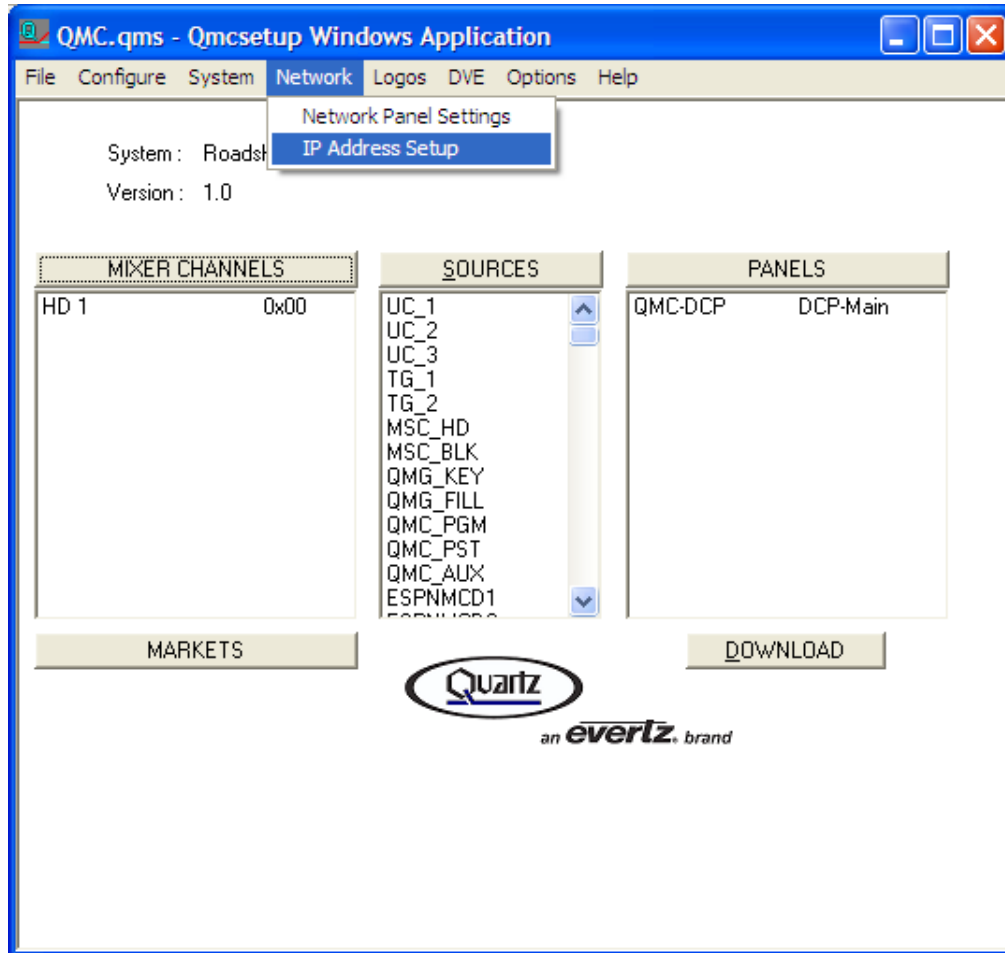 QMC.qms - Qmcsetup Windows Application
File Configure System Network Logos DVE Options Help
Network Panel Settings
IP Address Setup
System :
Version : 1.0
MIXER CHANNELS
HD 1 0x00
SOURCES
UC_1
UC_2
UC_3
TG_1
TG_2
MSC_HD
MSC_BLK
QMG_KEY
QMG_FILL
QMC_PGM
QMC_PST
QMC_AUX
ESPNMCD1
PANELS
QMC-DCP DCP-Main
MARKETS
DOWNLOAD
Quartz
an evertz. brand